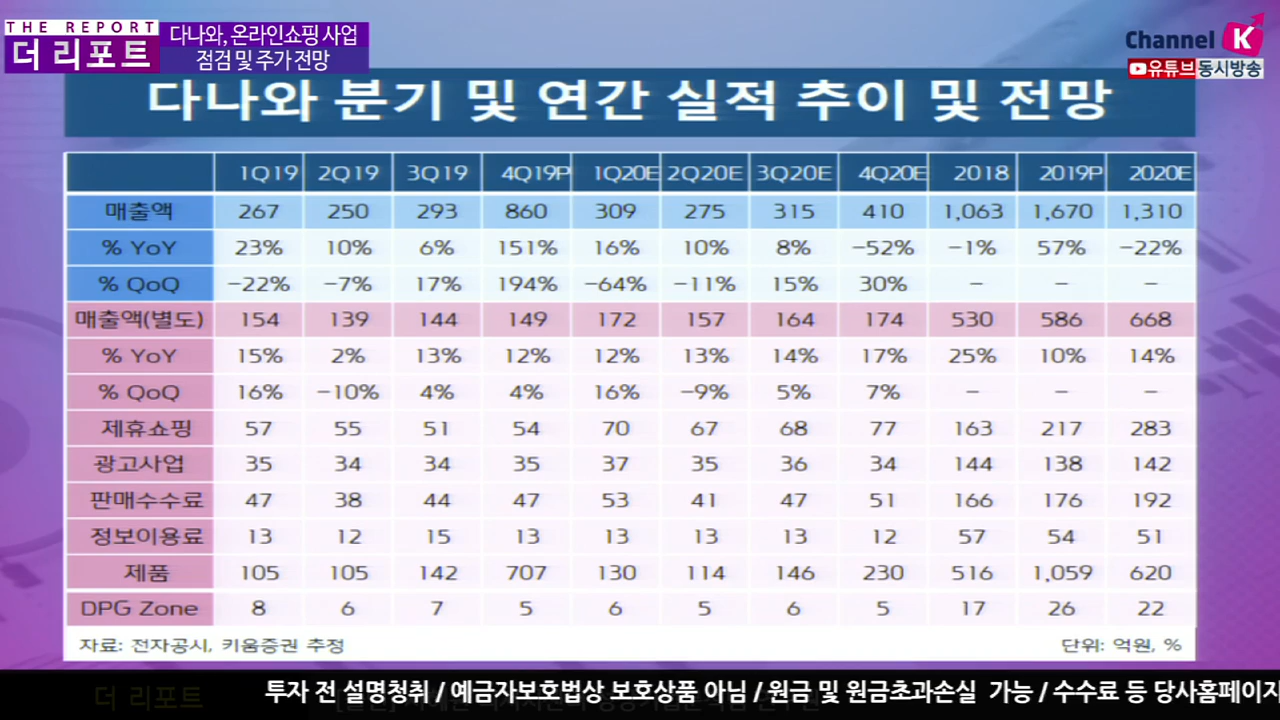 THE REPORT
더 리포트
다나와, 온라인쇼핑 사업
점검 및 주가 전망
Channel K
유튜브 동시방송
다나와 분기 및 연간 실적 추이 및 전망
1Q19 2Q19 3Q19 4Q19P 1Q20E 2Q20E 3Q20E 4Q20E 2018 2019P 2020E
매출액 267 250 293 860 309 275 315 410 1,063 1,670 1,310
% YoY 23% 10% 6% 151% 16% 10% 8% −52% −1% 57% −22%
% QoQ −22% −7% 17% 194% −64% −11% 15% 30% − − −
매출액(별도) 154 139 144 149 172 157 164 174 530 586 668
% YoY 15% 2% 13% 12% 12% 13% 14% 17% 25% 10% 14%
% QoQ 16% −10% 4% 4% 16% −9% 5% 7% − − −
제휴쇼핑 57 55 51 54 70 67 68 77 163 217 283
광고사업 35 34 34 35 37 35 36 34 144 138 142
판매수수료 47 38 44 47 53 41 47 51 166 176 192
정보이용료 13 12 15 13 13 13 13 12 57 54 51
제품 105 105 142 707 130 114 146 230 516 1,059 620
DPG Zone 8 6 7 5 6 5 6 5 17 26 22
자료: 전자공시, 키움증권 추정 단위: 억원, %
더 리포트
투자 전 설명청취 / 예금자보호법상 보호상품 아님 / 원금 및 원금초과손실 가능 / 수수료 등 당사홈페이지